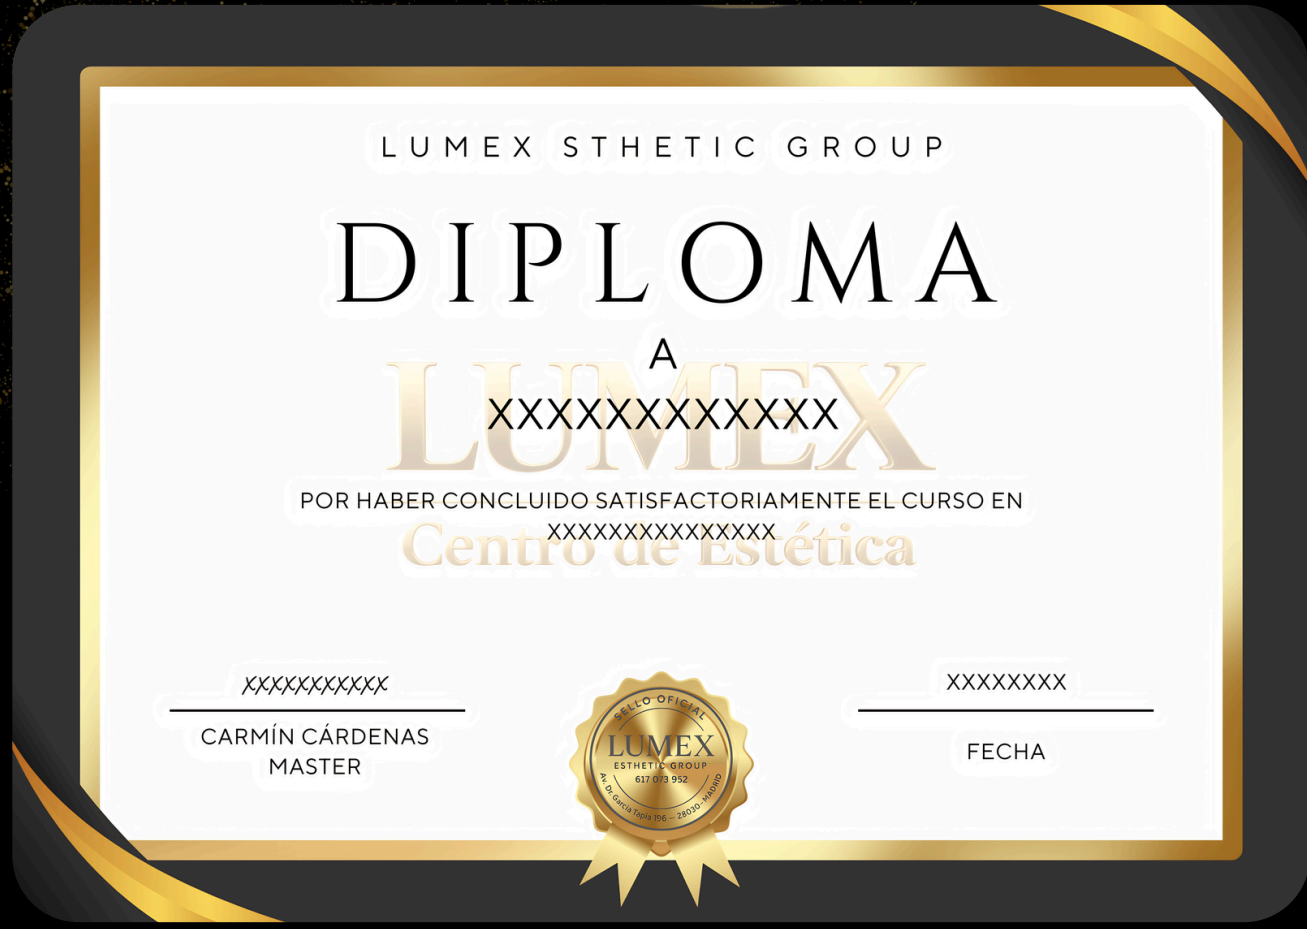 LUMEX STHETIC GROUP
DIPLOMA
A
LUMEX
XXXXXXXXXXXX
POR HABER CONCLUIDO SATISFACTORIAMENTE EL CURSO EN
XXXXXXXXXXXXXXX
Centro de Estética
XXXXXXXXXXX
CARMÍN CÁRDENAS
MASTER
SELLO OFICIAL
LUMEX
ESTHETIC GROUP
617 073 952
Av. Dr. García Tapia 196 – 28030-MADRID
XXXXXXXX
FECHA